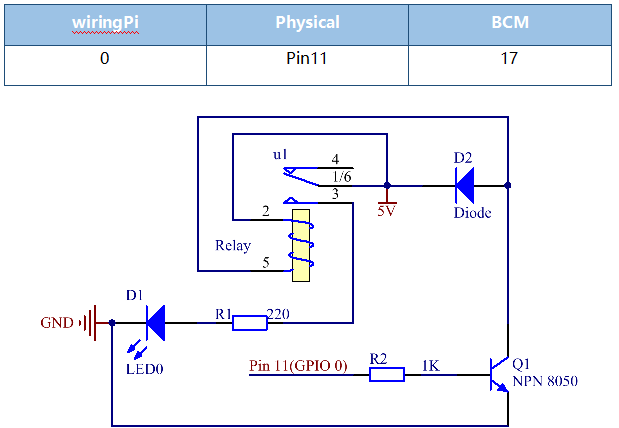 wiringPi Physical BCM
0 Pin11 17
u1
4
1/6
3
D2
5V
Diode
2
Relay
5
D1
R1 220
GND
LED0
Pin 11(GPIO 0) R2 1K
Q1
NPN 8050